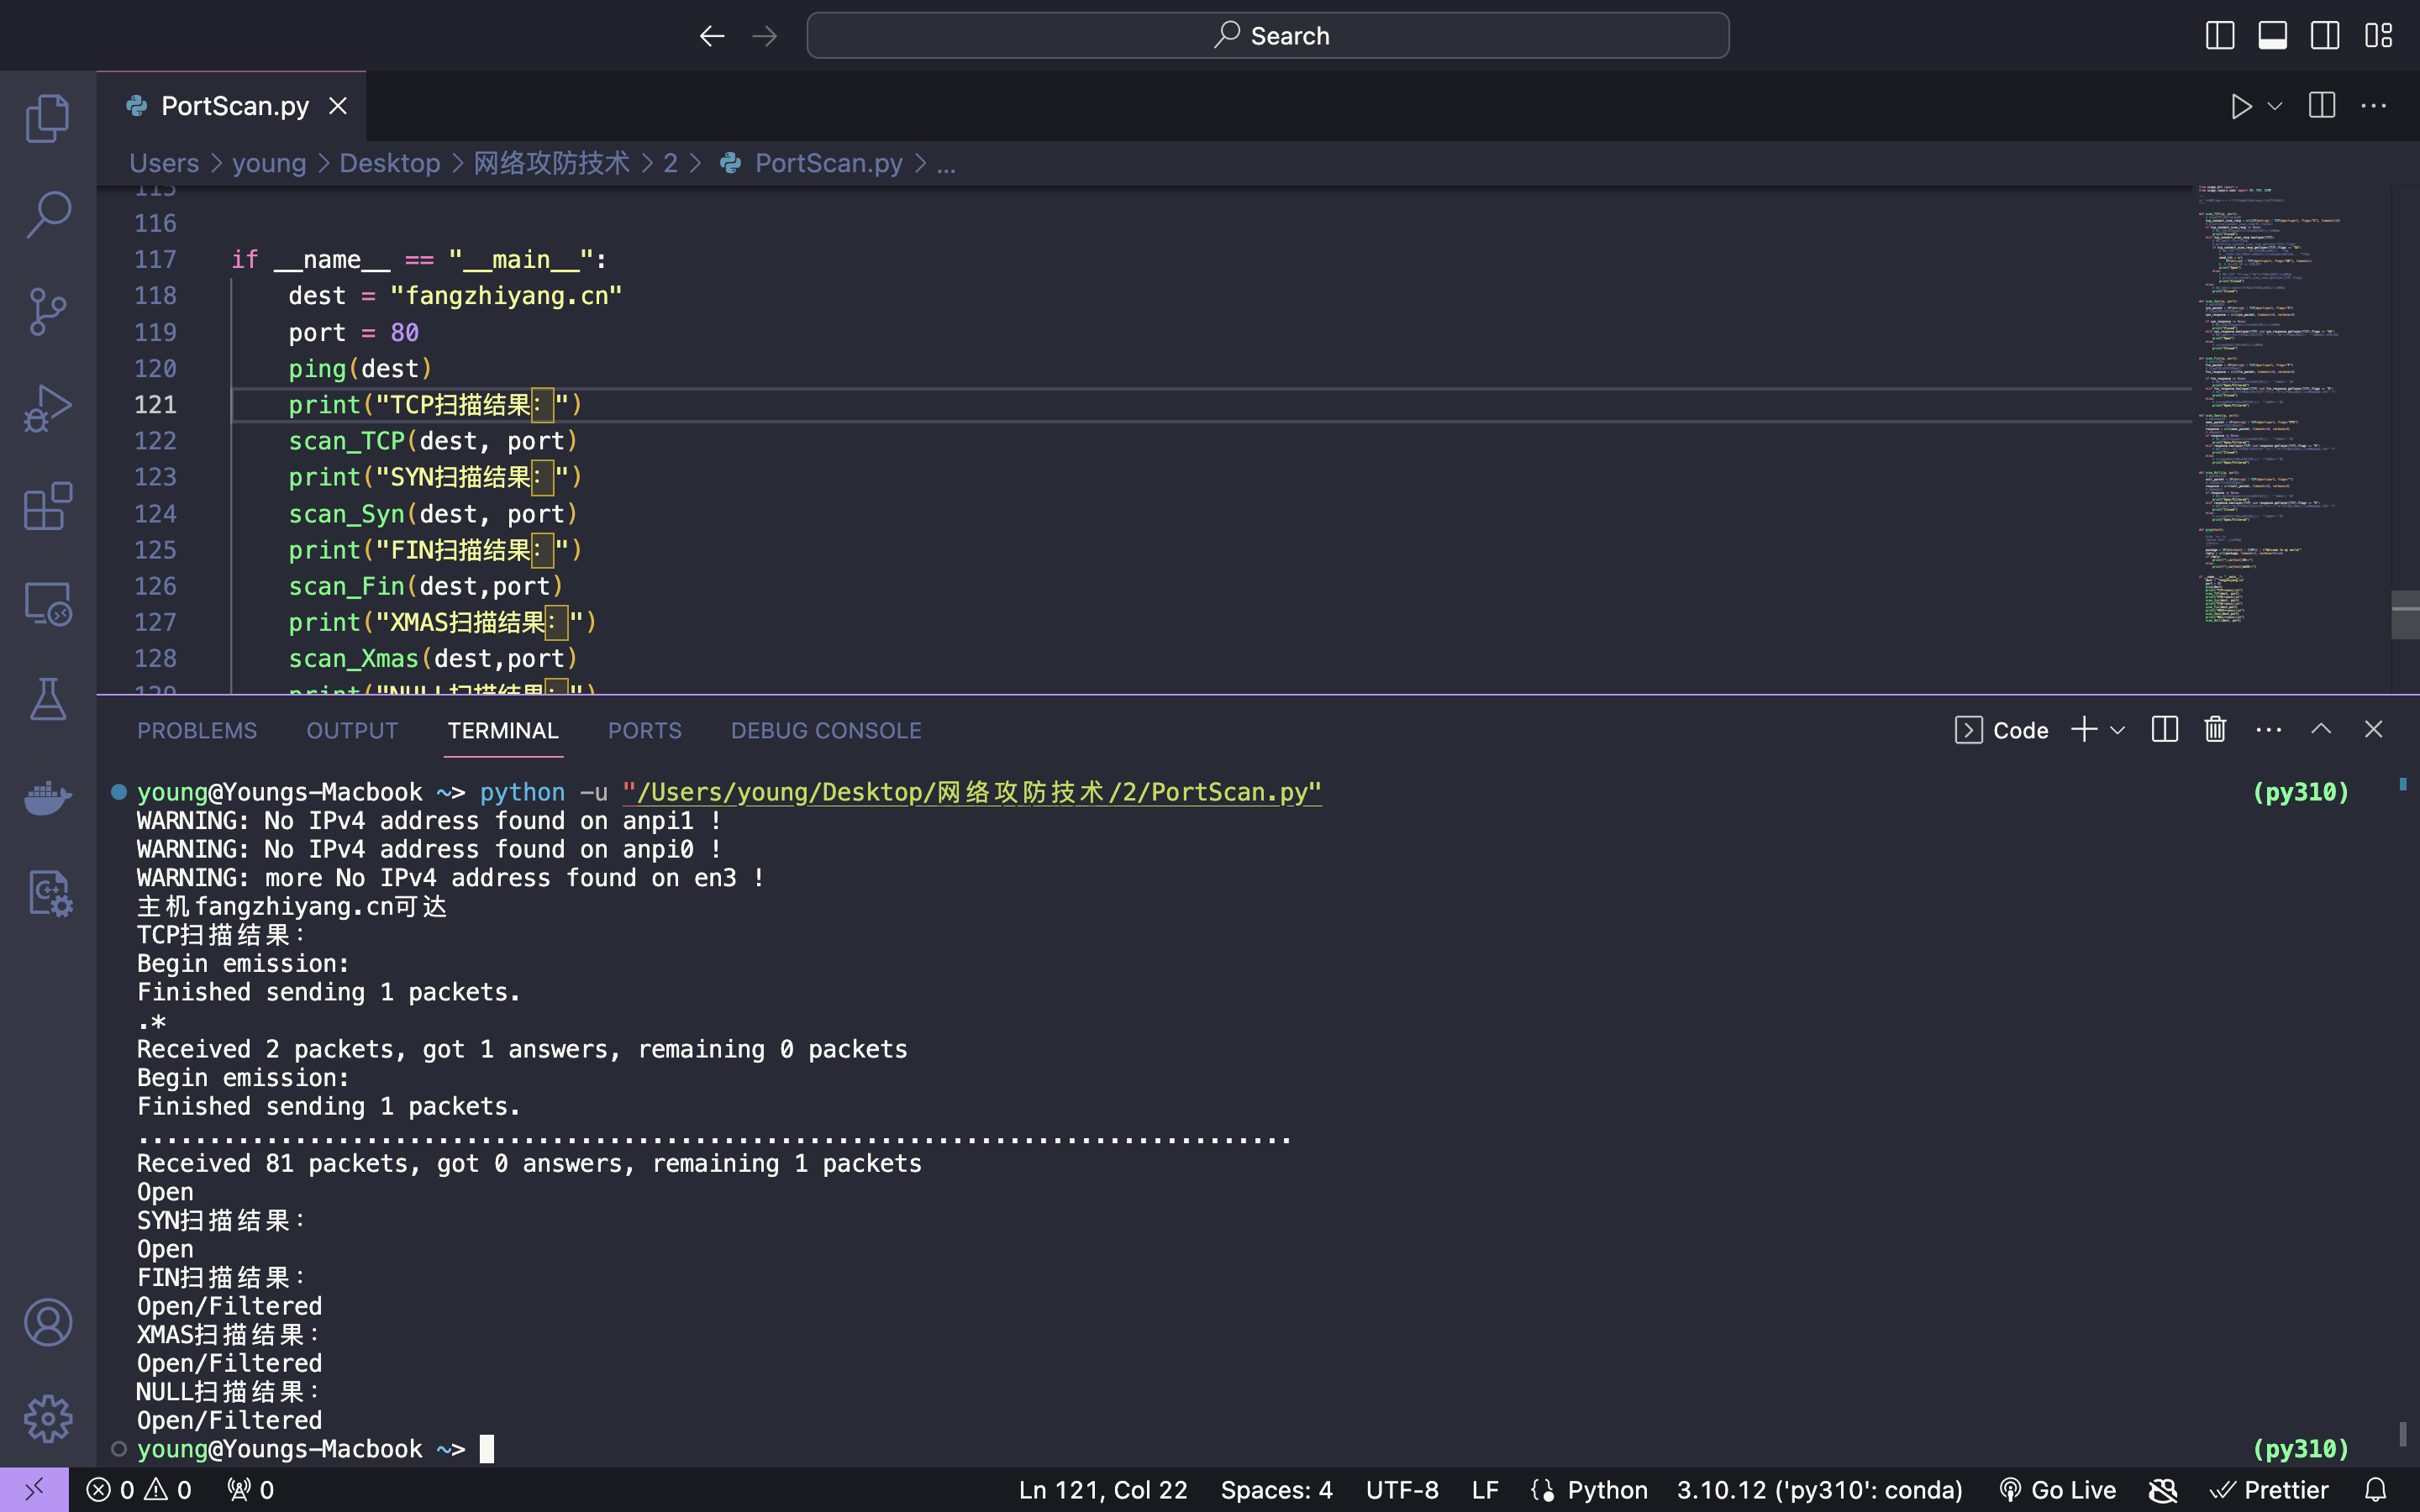 Search
PortScan.py
Users > young > Desktop > 网络攻防技术 > 2 > PortScan.py > ...
115
116
117 if __name__ == "__main__":
118 dest = "fangzhiyang.cn"
119 port = 80
120 ping(dest)
121 print("TCP扫描结果：")
122 scan_TCP(dest, port)
123 print("SYN扫描结果：")
124 scan_Syn(dest, port)
125 print("FIN扫描结果：")
126 scan_Fin(dest,port)
127 print("XMAS扫描结果：")
128 scan_Xmas(dest,port)
129 print("NULL扫描结果：")
PROBLEMS OUTPUT TERMINAL PORTS DEBUG CONSOLE Code
young@Youngs-Macbook ~> python -u "/Users/young/Desktop/网络攻防技术/2/PortScan.py" (py310)
WARNING: No IPv4 address found on anpi1 !
WARNING: No IPv4 address found on anpi0 !
WARNING: more No IPv4 address found on en3 !
主机fangzhiyang.cn可达
TCP扫描结果：
Begin emission:
Finished sending 1 packets.
.*
Received 2 packets, got 1 answers, remaining 0 packets
Begin emission:
Finished sending 1 packets.
.................................................................................
Received 81 packets, got 0 answers, remaining 1 packets
Open
SYN扫描结果：
Open
FIN扫描结果：
Open/Filtered
XMAS扫描结果：
Open/Filtered
NULL扫描结果：
Open/Filtered
young@Youngs-Macbook ~> (py310)
0 0 0 Ln 121, Col 22 Spaces: 4 UTF-8 LF Python 3.10.12 ('py310': conda) Go Live Prettier